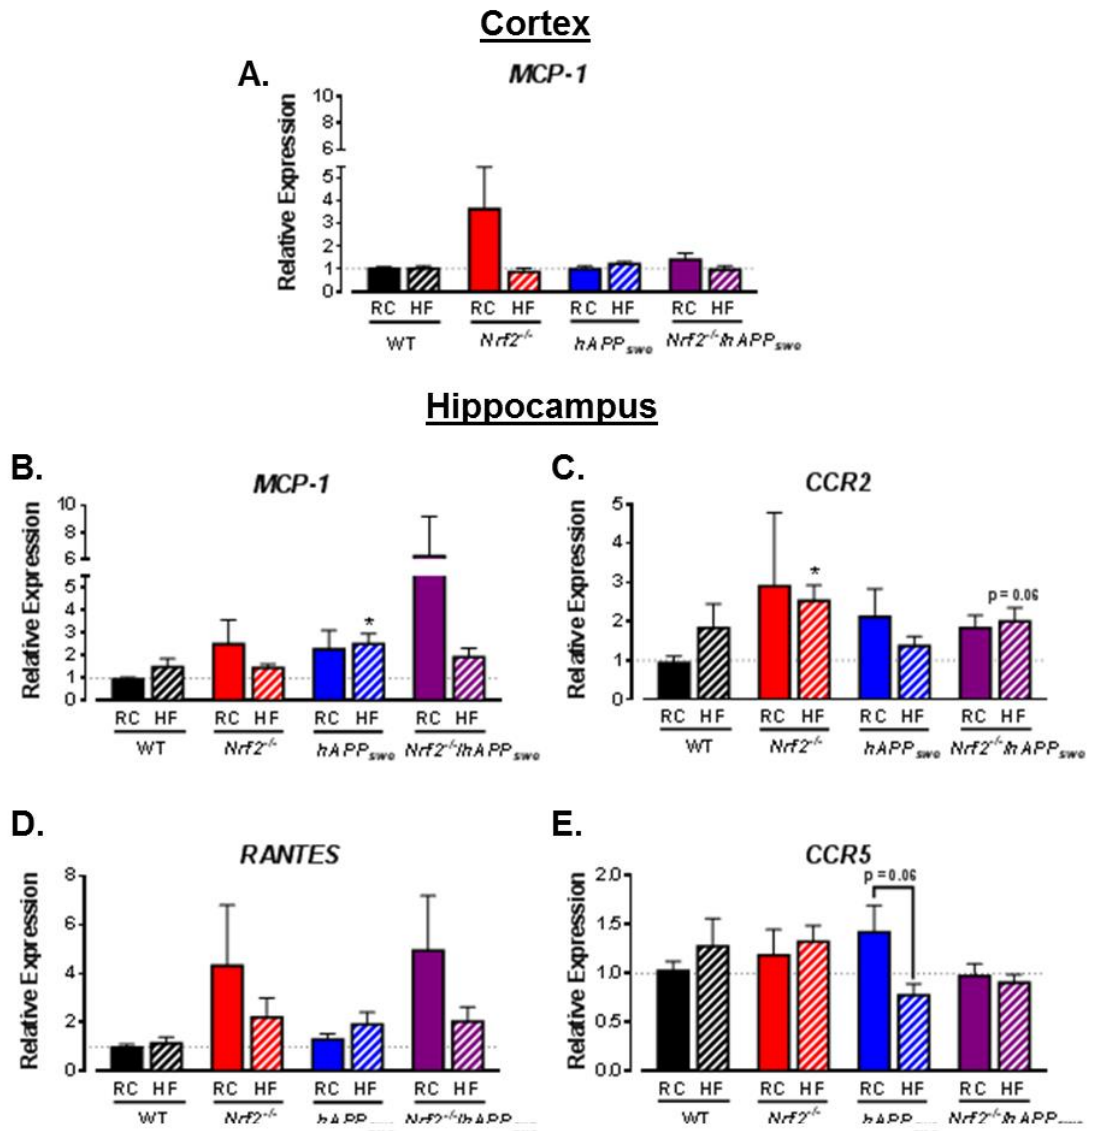 Cortex
A.
MCP-1
Relative Expression
10
8
6
5
4
3
2
1
0
RC HF RC HF RC HF RC HF
WT Nrf2-/- hAPPswe Nrf2-/-/hAPPswe
Hippocampus
B.
MCP-1
Relative Expression
10
8
6
5
4
3
2
1
0
*
RC HF RC HF RC HF RC HF
WT Nrf2-/- hAPPswe Nrf2-/-/hAPPswe
C.
CCR2
Relative Expression
5
4
3
2
1
0
*
p = 0.06
RC HF RC HF RC HF RC HF
WT Nrf2-/- hAPPswe Nrf2-/-/hAPPswe
D.
RANTES
Relative Expression
8
6
4
2
0
RC HF RC HF RC HF RC HF
WT Nrf2-/- hAPP Nrf2-/-/hAPP
E.
CCR5
Relative Expression
2.0
1.5
1.0
0.5
0.0
p = 0.06
RC HF RC HF RC HF RC HF
WT Nrf2-/- hAPP Nrf2-/-/hAPP